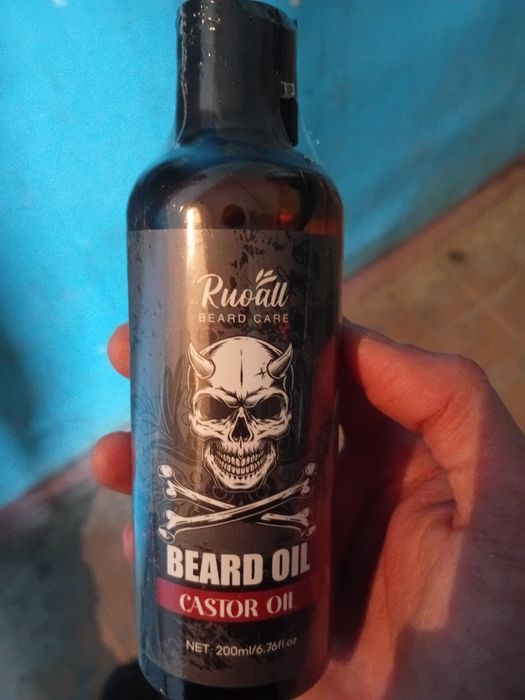 Ruoall
BEARD CARE
BEARD OIL
CASTOR OIL
NET: 200ml/6.76fl oz